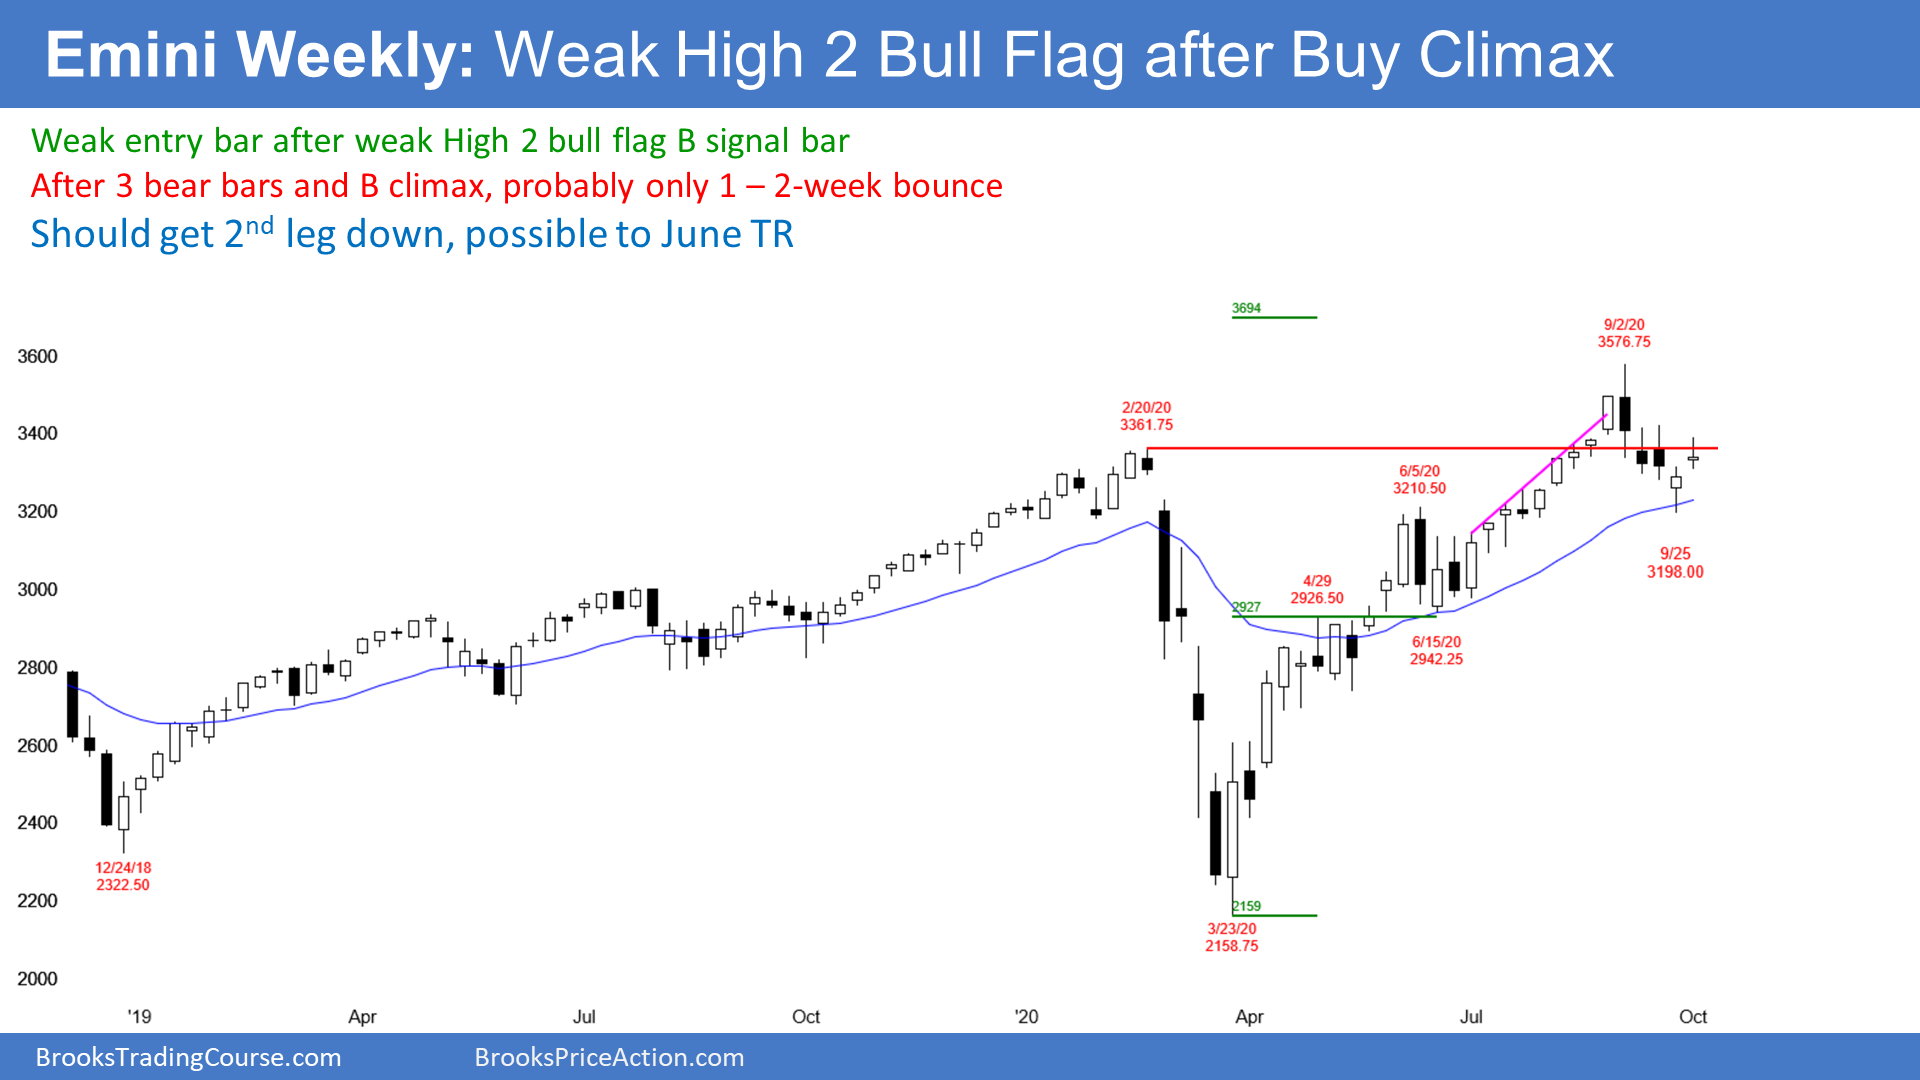 Emini Weekly: Weak High 2 Bull Flag after Buy Climax
Weak entry bar after weak High 2 bull flag B signal bar
After 3 bear bars and B climax, probably only 1 – 2-week bounce
Should get 2nd leg down, possible to June TR
3694
9/2/20
3576.75
3600
2/20/20
3361.75
3400
6/5/20
3210.50
3200
9/25
3198.00
4/29
2926.50
3000
2927
6/15/20
2942.25
2800
2600
2400
12/24/18
2322.50
2200
2159
3/23/20
2158.75
2000
'19
Apr
Jul
Oct
'20
Apr
Jul
Oct
BrooksTradingCourse.com
BrooksPriceAction.com